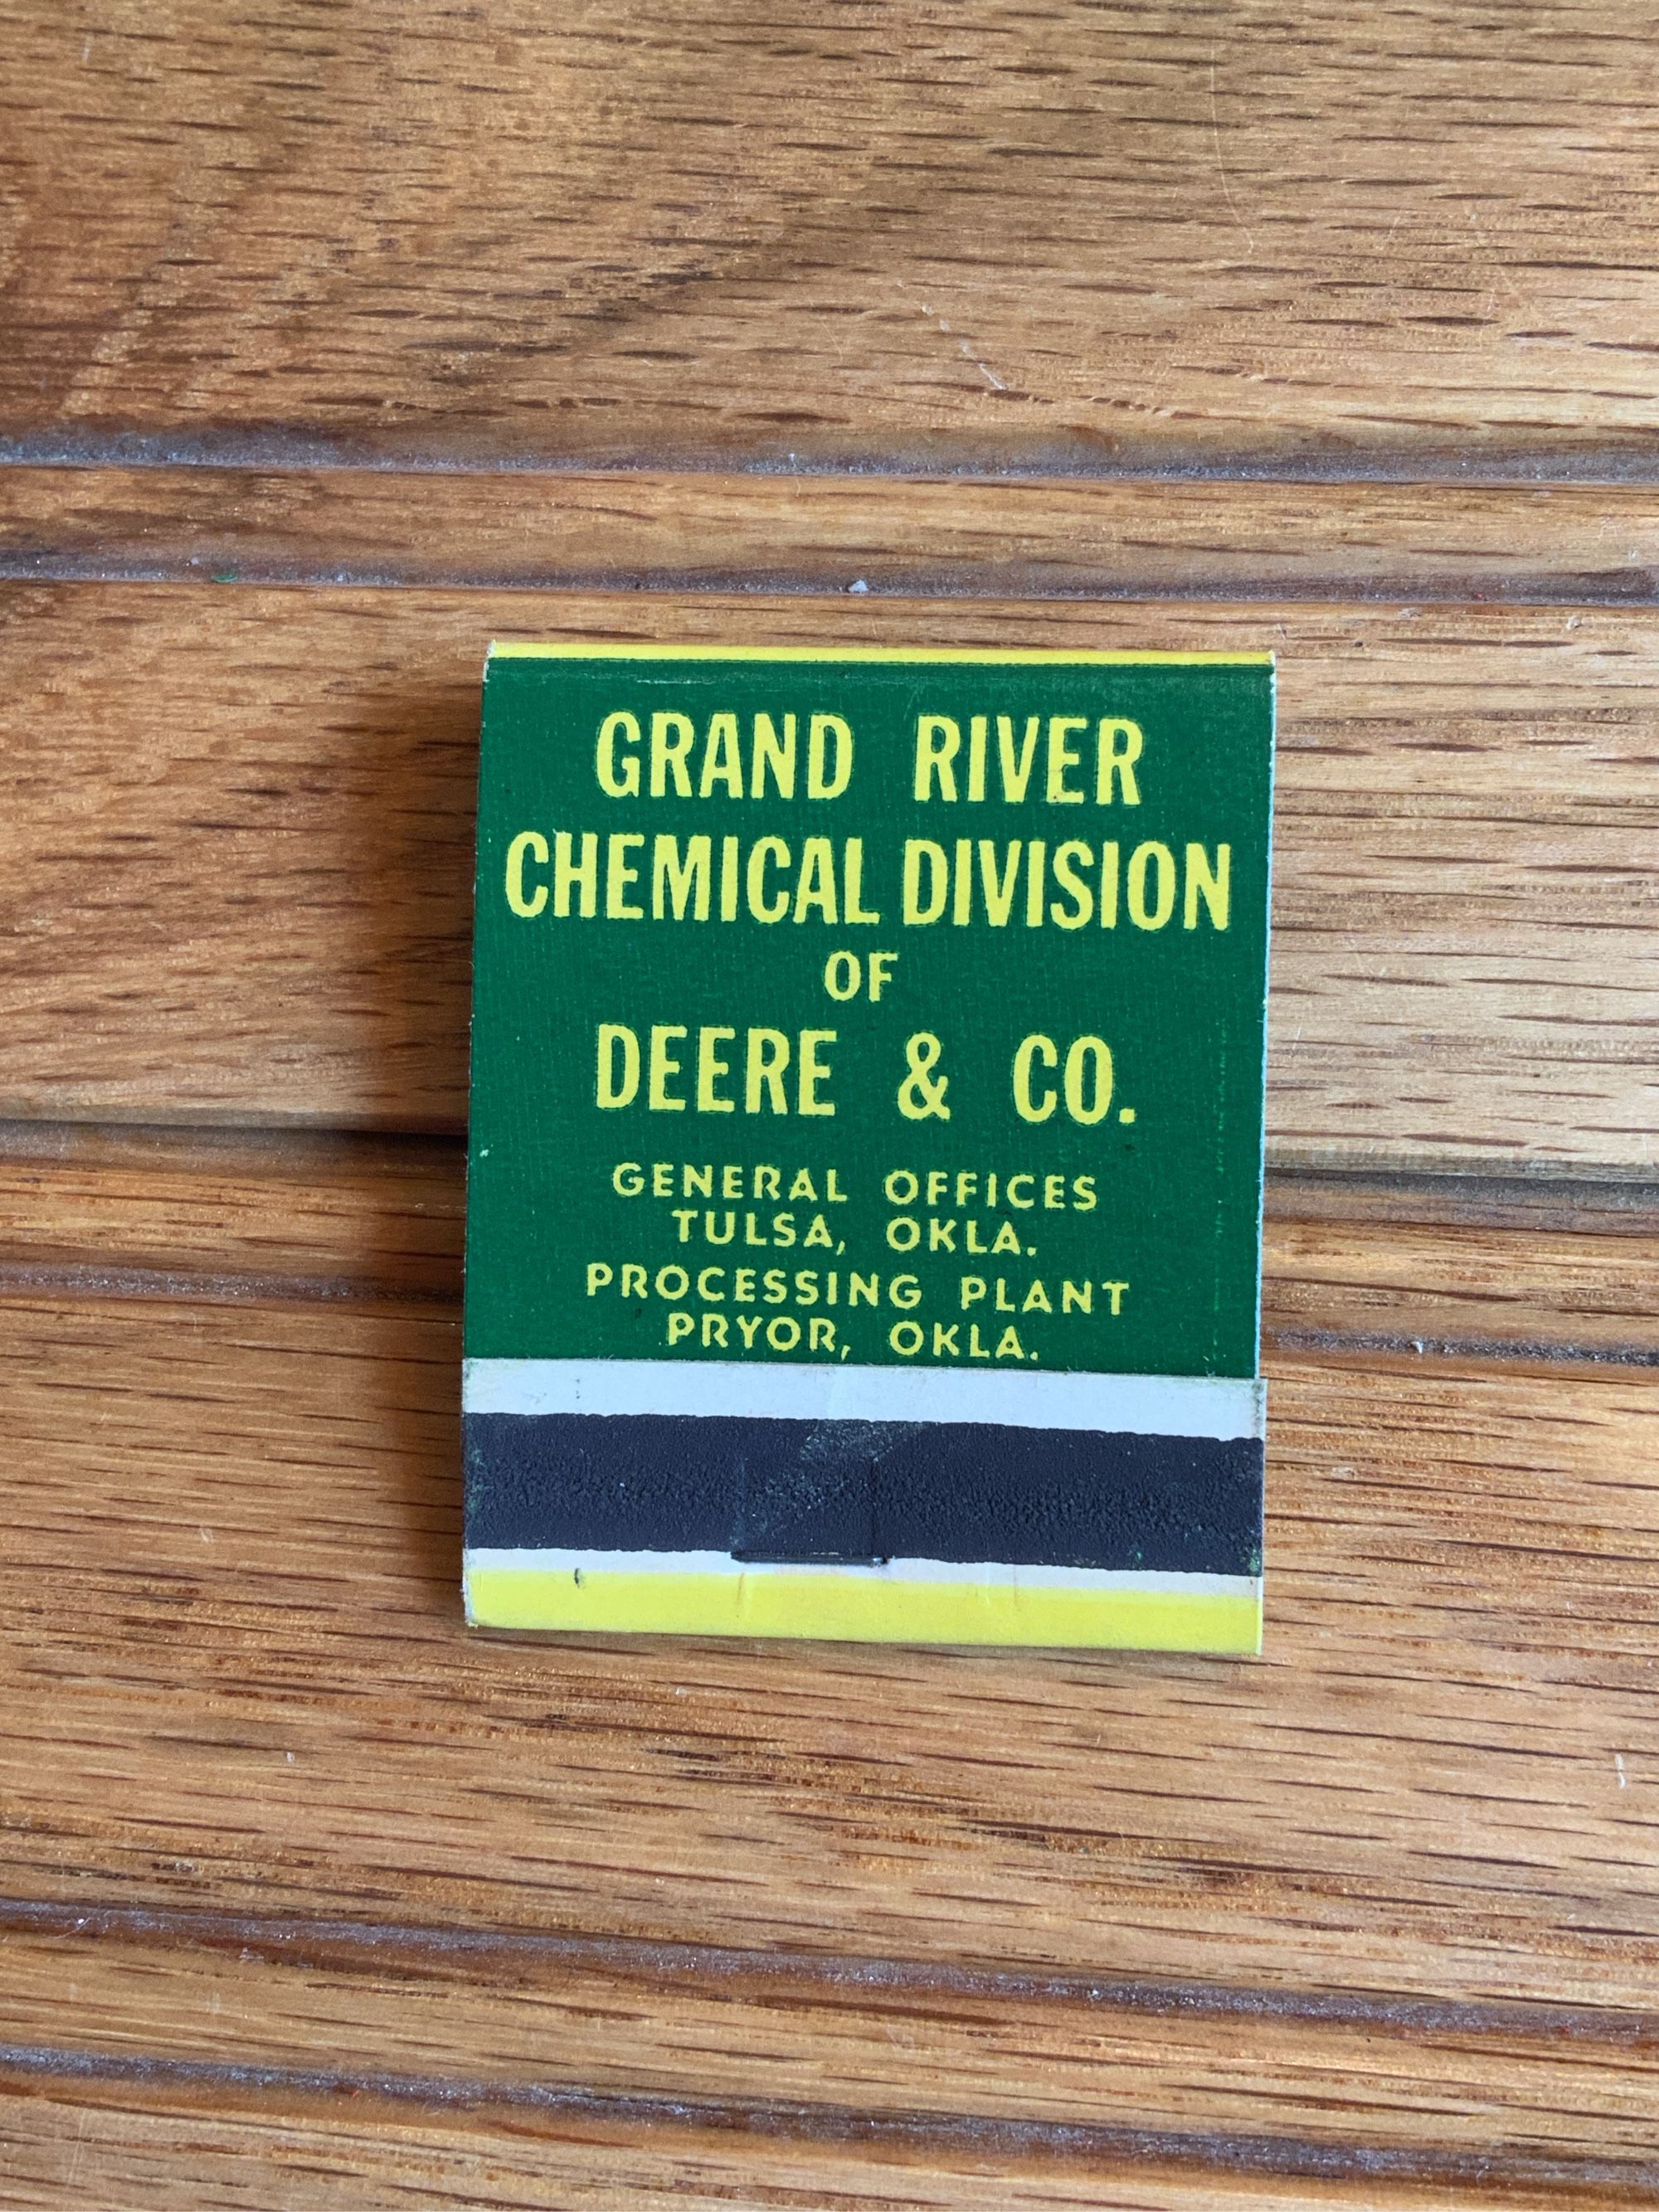 GRAND RIVER
CHEMICAL DIVISION
OF
DEERE & CO.
GENERAL OFFICES
TULSA, OKLA.
PROCESSING PLANT
PRYOR, OKLA.